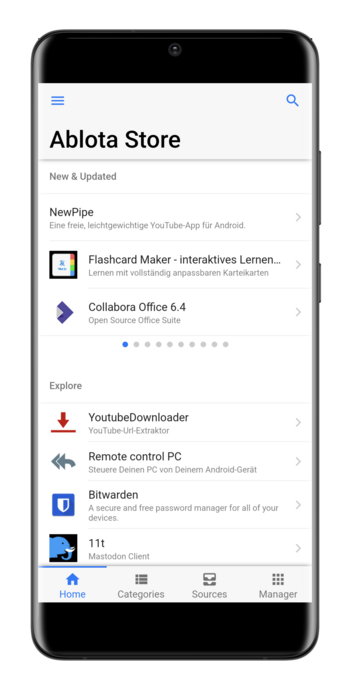 Ablota Store
New & Updated
NewPipe
Eine freie, leichtgewichtige YouTube-App für Android.
Flashcard Maker - interaktives Lernen...
Lernen mit vollständig anpassbaren Karteikarten
Collabora Office 6.4
Open Source Office Suite
Explore
YoutubeDownloader
YouTube-Url-Extraktor
Remote control PC
Steuere Deinen PC von Deinem Android-Gerät
Bitwarden
A secure and free password manager for all of your
devices.
11t
Mastodon Client
Home
Categories
Sources
Manager